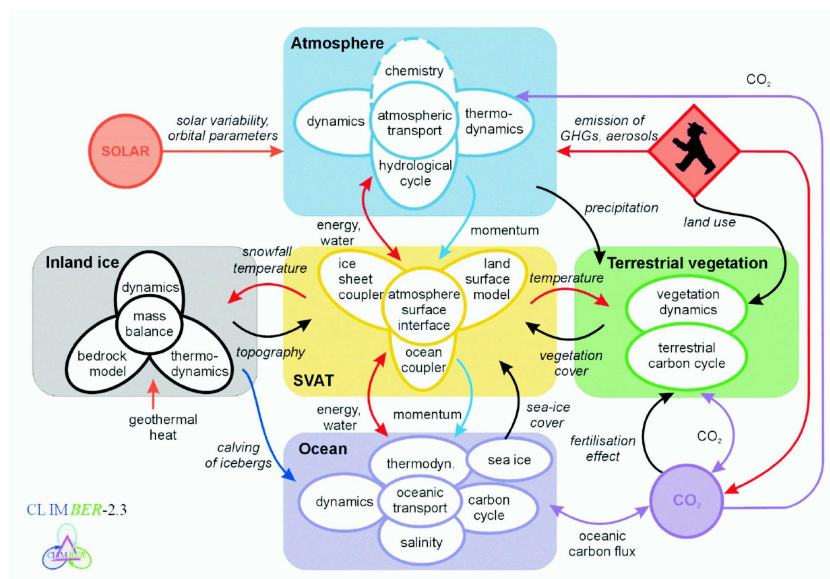 Atmosphere
chemistry
dynamics
atmospheric
transport
thermo-
dynamics
hydrological
cycle
CO₂
solar variability,
orbital parameters
SOLAR
emission of
GHGs, aerosols
energy,
water
momentum
precipitation
land use
Inland ice
dynamics
mass
balance
bedrock
model
thermo-
dynamics
geothermal
heat
snowfall
temperature
topography
ice
sheet
coupler
atmosphere
surface
interface
land
surface
model
ocean
coupler
SVAT
temperature
vegetation
cover
Terrestrial vegetation
vegetation
dynamics
terrestrial
carbon cycle
energy,
water
momentum
sea-ice
cover
fertilisation
effect
CO₂
calving
of icebergs
Ocean
thermodyn.
sea ice
dynamics
oceanic
transport
carbon
cycle
salinity
CO₂
oceanic
carbon flux
CLIMBER-2.3
CLIMBER